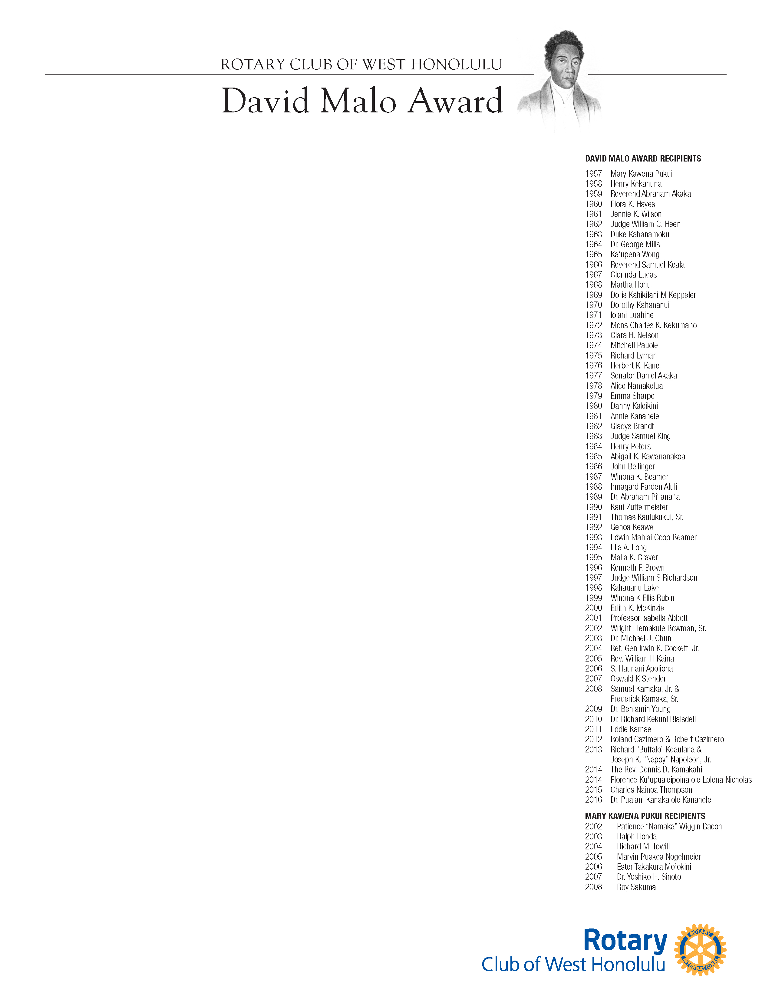 ROTARY CLUB OF WEST HONOLULU
David Malo Award
DAVID MALO AWARD RECIPIENTS
1957 Mary Kawena Pukui
1958 Henry Kekahuna
1959 Reverend Abraham Akaka
1960 Flora K. Hayes
1961 Jennie K. Wilson
1962 Judge William C. Heen
1963 Duke Kahanamoku
1964 Dr. George Mills
1965 Ka‘upena Wong
1966 Reverend Samuel Keala
1967 Clorinda Lucas
1968 Martha Hohu
1969 Doris Kahikilani M Keppeler
1970 Dorothy Kahananui
1971 Iolani Luahine
1972 Mons Charles K. Kekumano
1973 Clara H. Nelson
1974 Mitchell Pauole
1975 Richard Lyman
1976 Herbert K. Kane
1977 Senator Daniel Akaka
1978 Alice Namakelua
1979 Emma Sharpe
1980 Danny Kaleikini
1981 Annie Kanahele
1982 Gladys Brandt
1983 Judge Samuel King
1984 Henry Peters
1985 Abigail K. Kawananakoa
1986 John Bellinger
1987 Winona K. Beamer
1988 Irmagard Farden Aluli
1989 Dr. Abraham Pi‘ianai‘a
1990 Kaui Zuttermeister
1991 Thomas Kaulukukui, Sr.
1992 Genoa Keawe
1993 Edwin Mahiai Copp Beamer
1994 Elia A. Long
1995 Malia K. Craver
1996 Kenneth F. Brown
1997 Judge William S Richardson
1998 Kahauanu Lake
1999 Winona K Ellis Rubin
2000 Edith K. McKinzie
2001 Professor Isabella Abbott
2002 Wright Elemakule Bowman, Sr.
2003 Dr. Michael J. Chun
2004 Ret. Gen Irwin K. Cockett, Jr.
2005 Rev. William H Kaina
2006 S. Haunani Apoliona
2007 Oswald K Stender
2008 Samuel Kamaka, Jr. &
Frederick Kamaka, Sr.
2009 Dr. Benjamin Young
2010 Dr. Richard Kekuni Blaisdell
2011 Eddie Kamae
2012 Roland Cazimero & Robert Cazimero
2013 Richard “Buffalo” Keaulana &
Joseph K. “Nappy” Napoleon, Jr.
2014 The Rev. Dennis D. Kamakahi
2014 Florence Ku‘upualeipoina‘ole Lolena Nicholas
2015 Charles Nainoa Thompson
2016 Dr. Pualani Kanaka‘ole Kanahele
MARY KAWENA PUKUI RECIPIENTS
2002 Patience “Namaka” Wiggin Bacon
2003 Ralph Honda
2004 Richard M. Towill
2005 Marvin Puakea Nogelmeier
2006 Ester Takakura Mo’okini
2007 Dr. Yoshiko H. Sinoto
2008 Roy Sakuma
Rotary
Club of West Honolulu
ROTARY
INTERNATIONAL